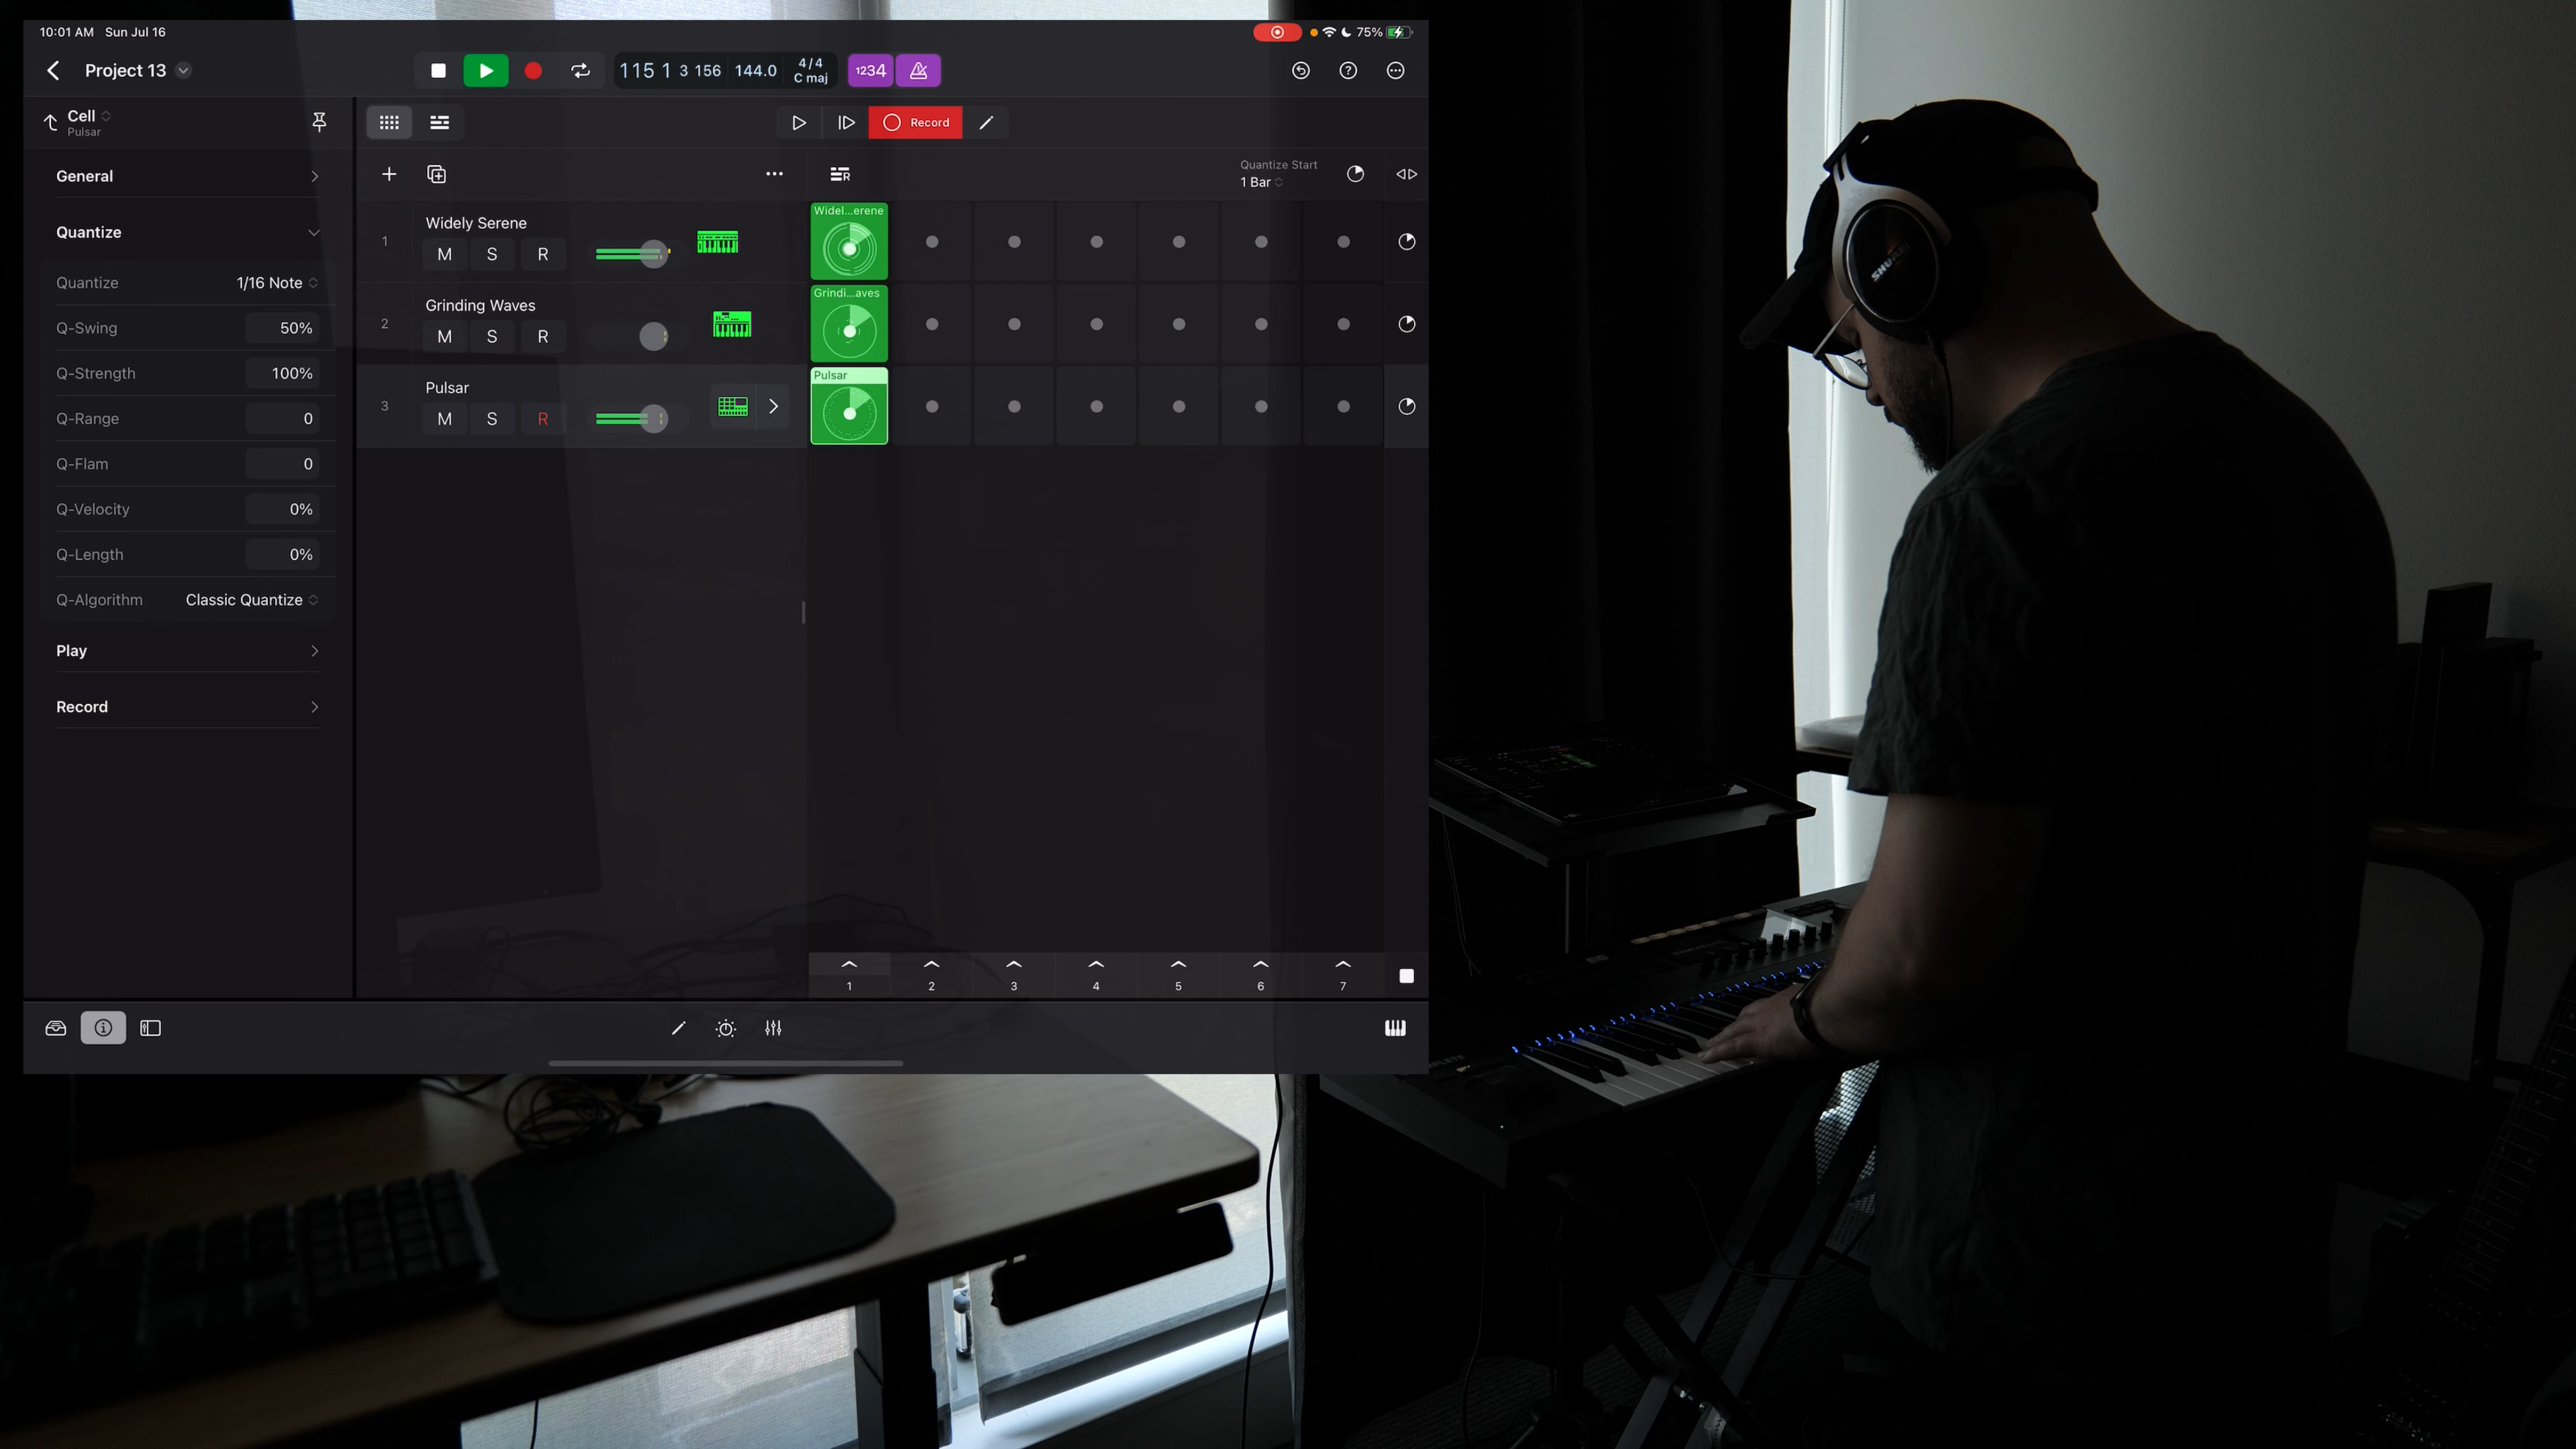 10:01 AM Sun Jul 16
75%
Project 13
115 1 3 156 144.0 4/4 C maj
1234
Cell
Pulsar
Record
General
Quantize
Quantize 1/16 Note
Q-Swing 50%
Q-Strength 100%
Q-Range 0
Q-Flam 0
Q-Velocity 0%
Q-Length 0%
Q-Algorithm Classic Quantize
Play
Record
R
Quantize Start
1 Bar
1
Widely Serene
M S R
Widel...erene
2
Grinding Waves
M S R
Grindi...aves
3
Pulsar
M S R
Pulsar
1 2 3 4 5 6 7
SHURE